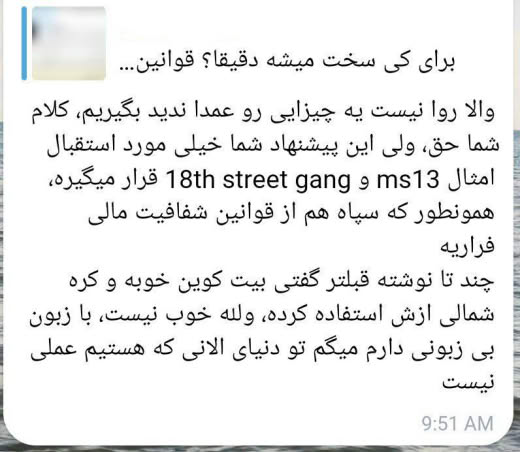 برای کی سخت میشه دقیقا؟ قوانین...
والا روا نیست یه چیزایی رو عمدا ندید بگیریم، کلام
شما حق، ولی این پیشنهاد شما خیلی مورد استقبال
امثال ms13 و 18th street gang قرار میگیره،
همونطور که سپاه هم از قوانین شفافیت مالی
فراریه
چند تا نوشته قبلتر گفتی بیت کوین خوبه و کره
شمالی ازش استفاده کرده، ولله خوب نیست، با زبون
بی زبونی دارم میگم تو دنیای الانی که هستیم عملی
نیست
9:51 AM